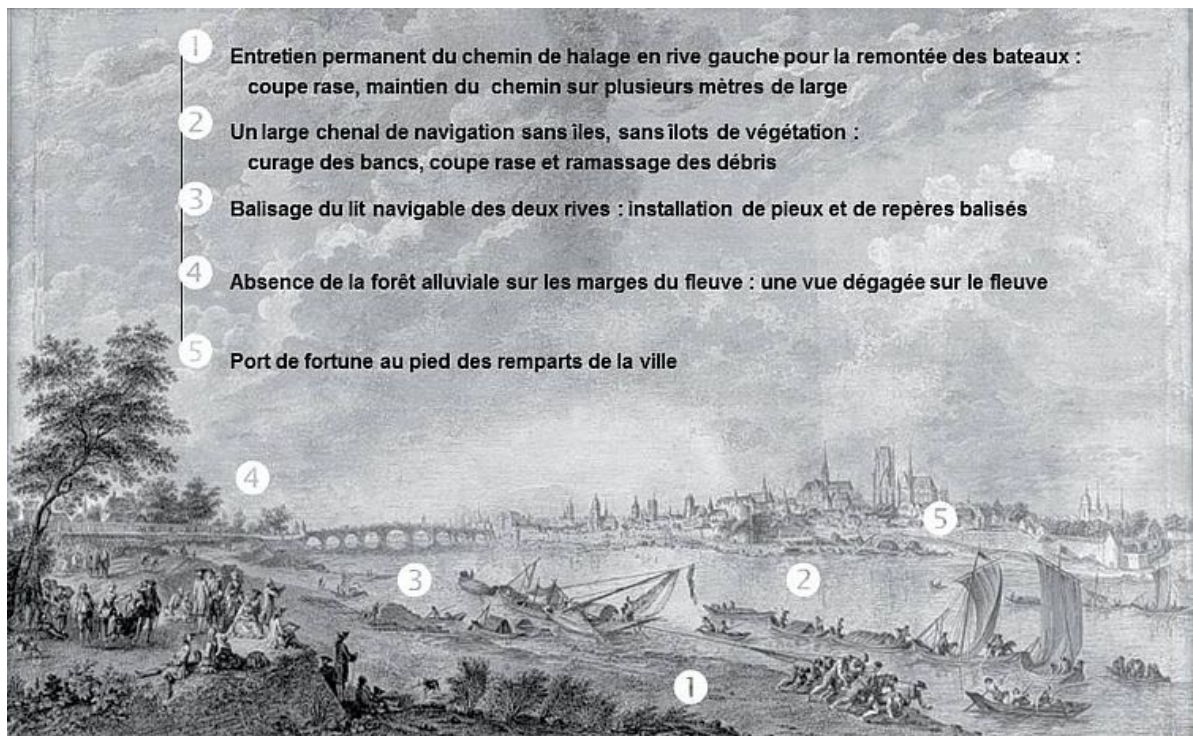 1 Entretien permanent du chemin de halage en rive gauche pour la remontée des bateaux :
coupe rase, maintien du chemin sur plusieurs mètres de large
2 Un large chenal de navigation sans îles, sans îlots de végétation :
curage des bancs, coupe rase et ramassage des débris
3 Balisage du lit navigable des deux rives : installation de pieux et de repères balisés
4 Absence de la forêt alluviale sur les marges du fleuve : une vue dégagée sur le fleuve
5 Port de fortune au pied des remparts de la ville
4
5
3
2
1